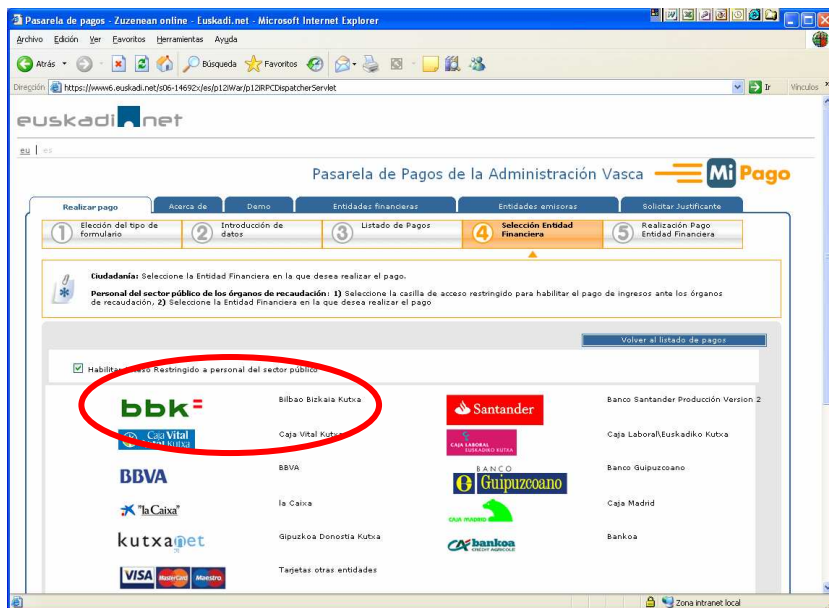 Pasarela de pagos - Zuzenean online - Euskadi.net - Microsoft Internet Explorer
Archivo Edición Ver Favoritos Herramientas Ayuda
Atrás Búsqueda Favoritos
Dirección https://www6.euskadi.net/s06-14692x/es/p12iWar/p12iRPCDispatcherServlet Ir Vínculos
euskadi net
eu | es
Pasarela de Pagos de la Administración Vasca Mi Pago
Realizar pago Acerca de Demo Entidades financieras Entidades emisoras Solicitar Justificante
1 Elección del tipo de formulario
2 Introducción de datos
3 Listado de Pagos
4 Selección Entidad Financiera
5 Realización Pago Entidad Financiera
Ciudadanía: Seleccione la Entidad Financiera en la que desea realizar el pago.
Personal del sector público de los órganos de recaudación: 1) Seleccione la casilla de acceso restringido para habilitar el pago de ingresos ante los órganos
de recaudación, 2) Seleccione la Entidad Financiera en la que desea realizar el pago
Volver al listado de pagos
Habilitar Restringido a personal del sector público
bbk Bilbao Bizkaia Kutxa Santander Banco Santander Producción Version 2
Caja Vital Kutxa Caja Vital Kutxa CAJA LABORAL EUSKADIKO KUTXA Caja Laboral\Euskadiko Kutxa
BBVA BBVA BANCO Guipuzcoano Banco Guipuzcoano
"la Caixa" la Caixa CAJA MADRID Caja Madrid
kutxanet Gipuzkoa Donostia Kutxa bankoa CRÉDIT AGRICOLE Bankoa
VISA MasterCard Maestro Tarjetas otras entidades
Zona intranet local